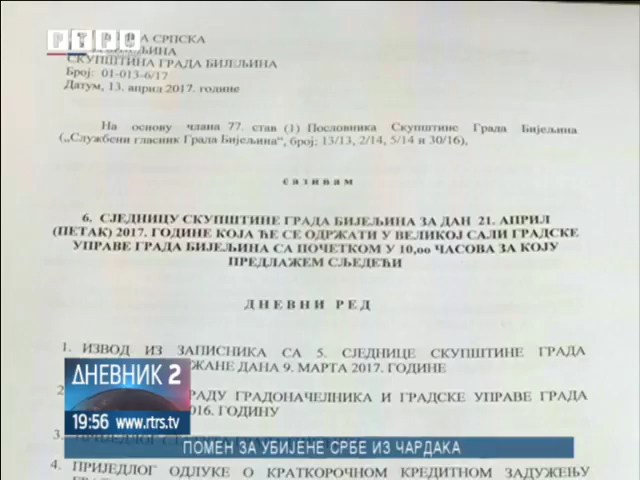 РТРС
СРПСКА
БИЈЕЉИНА
СКУПШТИНА ГРАДА БИЈЕЉИНА
Број: 01-013-6/17
Датум, 13. април 2017. године
На основу члана 77. став (1) Пословника Скупштине Града Бијељина
(„Службени гласник Града Бијељина“, број: 13/13, 2/14, 5/14 и 30/16),
с а з и в а м
6. СЈЕДНИЦУ СКУПШТИНЕ ГРАДА БИЈЕЉИНА ЗА ДАН 21. АПРИЛ
(ПЕТАК) 2017. ГОДИНЕ КОЈА ЋЕ СЕ ОДРЖАТИ У ВЕЛИКОЈ САЛИ ГРАДСКЕ
УПРАВЕ ГРАДА БИЈЕЉИНА СА ПОЧЕТКОМ У 10,оо ЧАСОВА ЗА КОЈУ
ПРЕДЛАЖЕМ СЉЕДЕЋИ
Д Н Е В Н И Р Е Д
1. ИЗВОД ИЗ ЗАПИСНИКА СА 5. СЈЕДНИЦЕ СКУПШТИНЕ ГРАДА
ЖАНЕ ДАНА 9. МАРТА 2017. ГОДИНЕ
2 РАДУ ГРАДОНАЧЕЛНИКА И ГРАДСКЕ УПРАВЕ ГРАДА
2016. ГОДИНУ
3
4. ПРИЈЕДЛОГ ОДЛУКЕ О КРАТКОРОЧНОМ КРЕДИТНОМ ЗАДУЖЕЊУ
ДНЕВНИК 2
19:56 www.rtrs.tv
ПОМЕН ЗА УБИЈЕНЕ СРБЕ ИЗ ЧАРДАКА